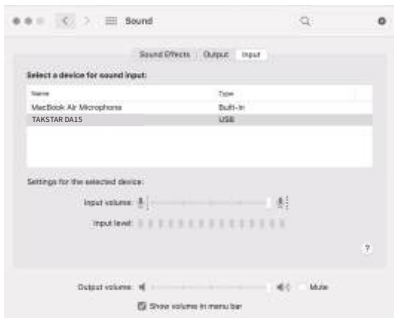 Sound
Sound Effects Output Input
Select a device for sound input:
Name Type
MacBook Air Microphone Built-in
TAKSTAR DA15 USB
Settings for the selected device:
Input volume:
Input level:
?
Output volume: Mute
Show volume in menu bar